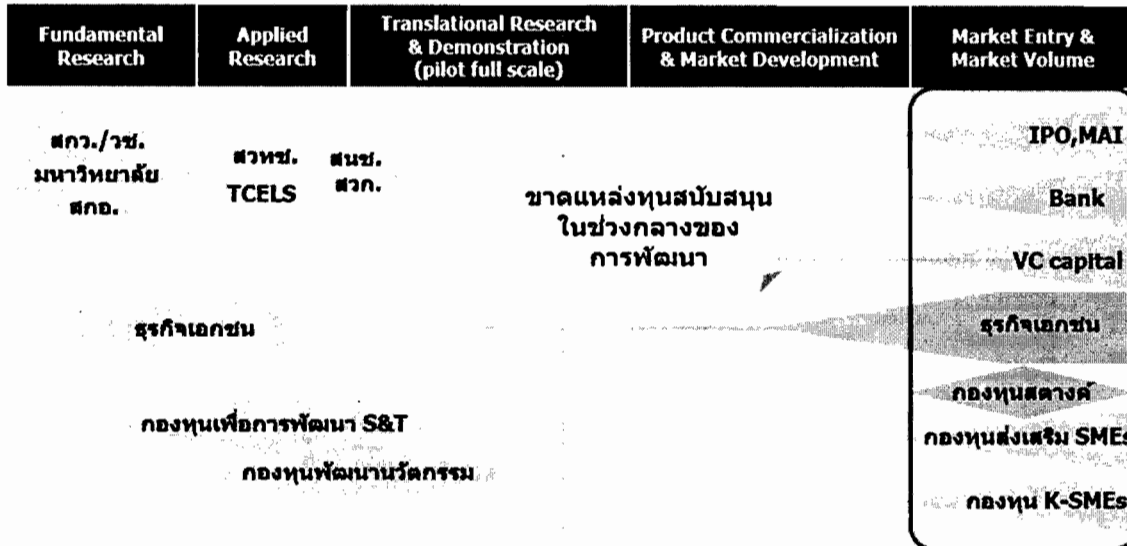 Fundamental
Research
Applied
Research
Translational Research
& Demonstration
(pilot full scale)
Product Commercialization
& Market Development
Market Entry &
Market Volume
สกว./วช.
มหาวิทยาลัย
สกอ.
สวทช.
TCELS
สนช.
สวก.
ขาดแหล่งทุนสนับสนุน
ในช่วงกลางของ
การพัฒนา
IPO,MAI
Bank
VC capital
ธุรกิจเอกชน
ธุรกิจเอกชน
กองทุนสตางค์
กองทุนเพื่อการพัฒนา S&T
กองทุนส่งเสริม SMEs
กองทุนพัฒนานวัตกรรม
กองทุน K-SMEs